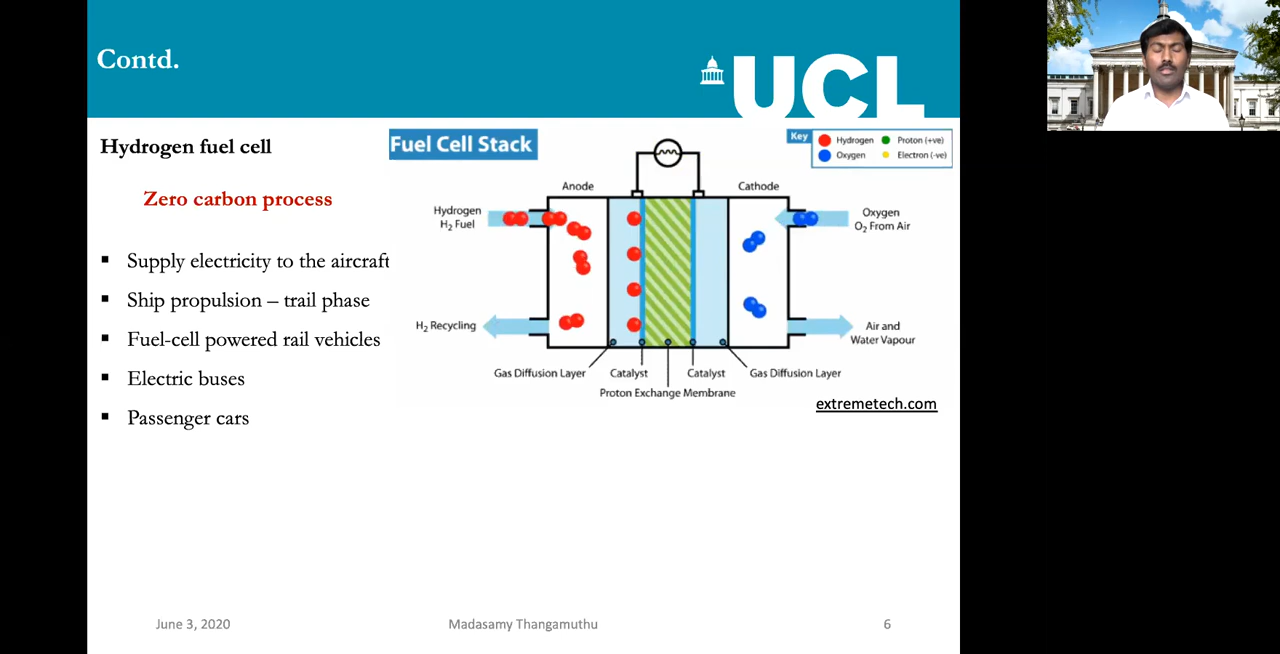 Contd.
UCL
Hydrogen fuel cell
Zero carbon process
▪ Supply electricity to the aircraft
▪ Ship propulsion – trail phase
▪ Fuel-cell powered rail vehicles
▪ Electric buses
▪ Passenger cars
Fuel Cell Stack
Key
Hydrogen
Proton (+ve)
Oxygen
Electron (-ve)
Anode
Cathode
Hydrogen
H₂ Fuel
Oxygen
O₂ From Air
H₂ Recycling
Air and
Water Vapour
Gas Diffusion Layer
Catalyst
Catalyst
Gas Diffusion Layer
Proton Exchange Membrane
extremetech.com
June 3, 2020
Madasamy Thangamuthu
6